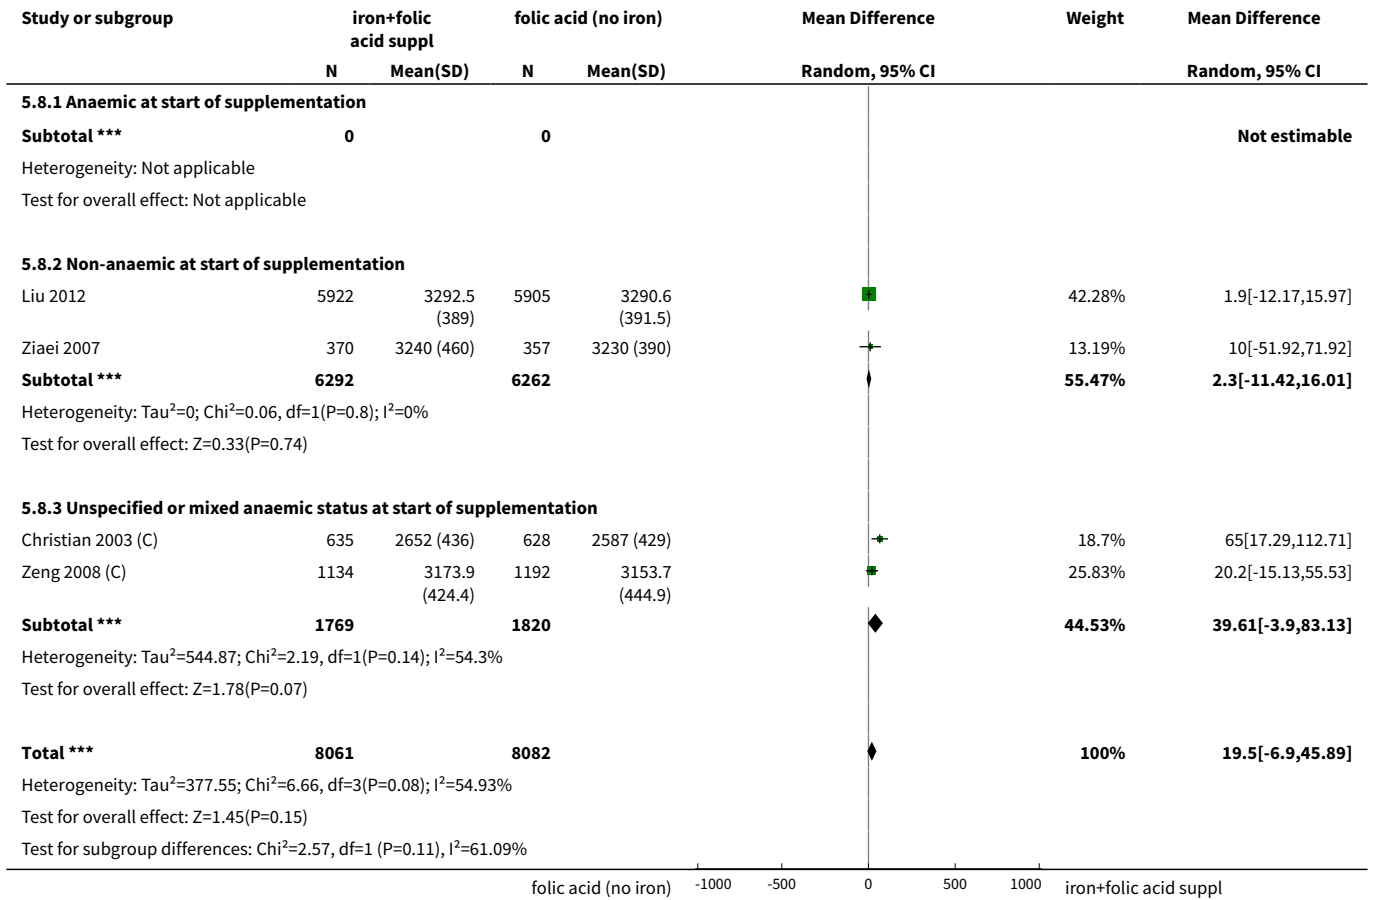 Study or subgroup iron+folic acid suppl folic acid (no iron) Mean Difference Weight Mean Difference
N Mean(SD) N Mean(SD) Random, 95% CI Random, 95% CI
5.8.1 Anaemic at start of supplementation
Subtotal *** 0 0 Not estimable
Heterogeneity: Not applicable
Test for overall effect: Not applicable
5.8.2 Non-anaemic at start of supplementation
Liu 2012 5922 3292.5 (389) 5905 3290.6 (391.5) 42.28% 1.9[-12.17,15.97]
Ziaei 2007 370 3240 (460) 357 3230 (390) 13.19% 10[-51.92,71.92]
Subtotal *** 6292 6262 55.47% 2.3[-11.42,16.01]
Heterogeneity: Tau²=0; Chi²=0.06, df=1(P=0.8); I²=0%
Test for overall effect: Z=0.33(P=0.74)
5.8.3 Unspecified or mixed anaemic status at start of supplementation
Christian 2003 (C) 635 2652 (436) 628 2587 (429) 18.7% 65[17.29,112.71]
Zeng 2008 (C) 1134 3173.9 (424.4) 1192 3153.7 (444.9) 25.83% 20.2[-15.13,55.53]
Subtotal *** 1769 1820 44.53% 39.61[-3.9,83.13]
Heterogeneity: Tau²=544.87; Chi²=2.19, df=1(P=0.14); I²=54.3%
Test for overall effect: Z=1.78(P=0.07)
Total *** 8061 8082 100% 19.5[-6.9,45.89]
Heterogeneity: Tau²=377.55; Chi²=6.66, df=3(P=0.08); I²=54.93%
Test for overall effect: Z=1.45(P=0.15)
Test for subgroup differences: Chi²=2.57, df=1 (P=0.11), I²=61.09%
folic acid (no iron) -1000 -500 0 500 1000 iron+folic acid suppl